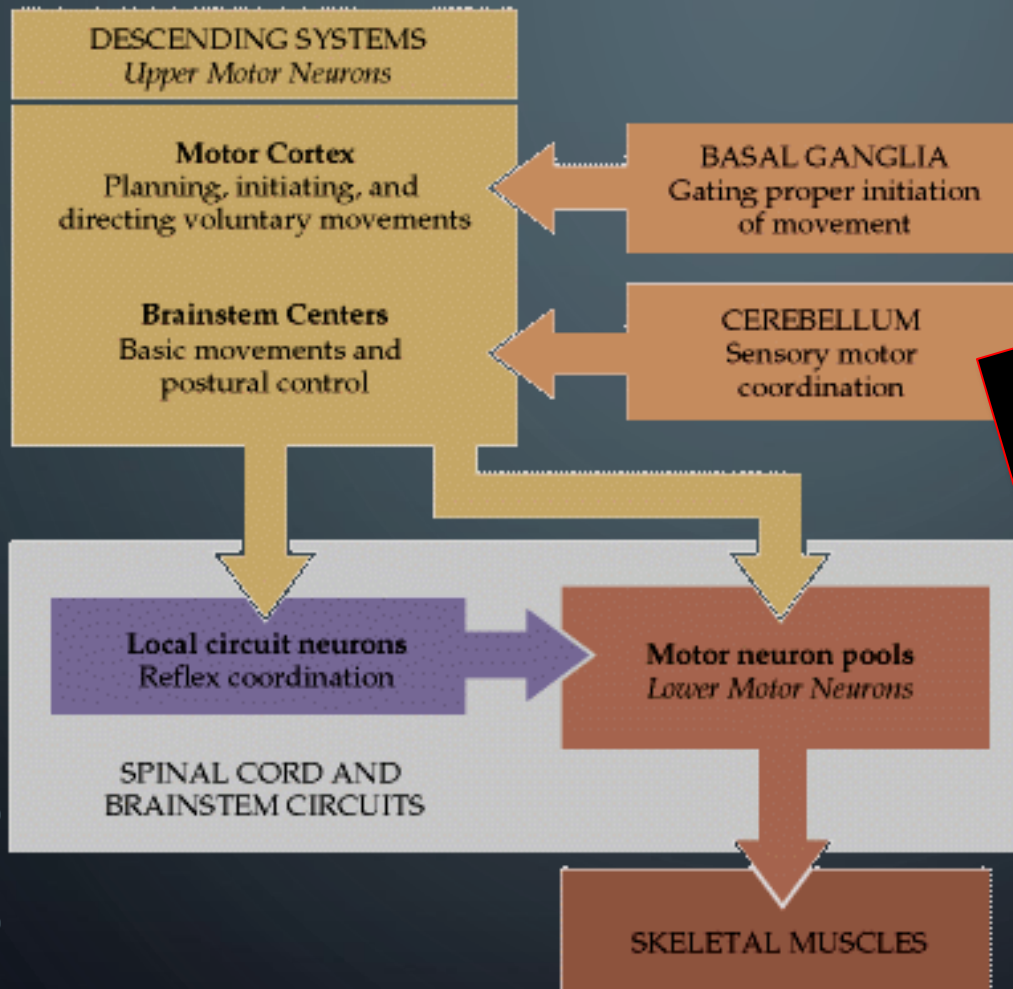 DESCENDING SYSTEMS
Upper Motor Neurons
Motor Cortex
Planning, initiating, and
directing voluntary movements
Brainstem Centers
Basic movements and
postural control
BASAL GANGLIA
Gating proper initiation
of movement
CEREBELLUM
Sensory motor
coordination
Local circuit neurons
Reflex coordination
SPINAL CORD AND
BRAINSTEM CIRCUITS
Motor neuron pools
Lower Motor Neurons
SKELETAL MUSCLES